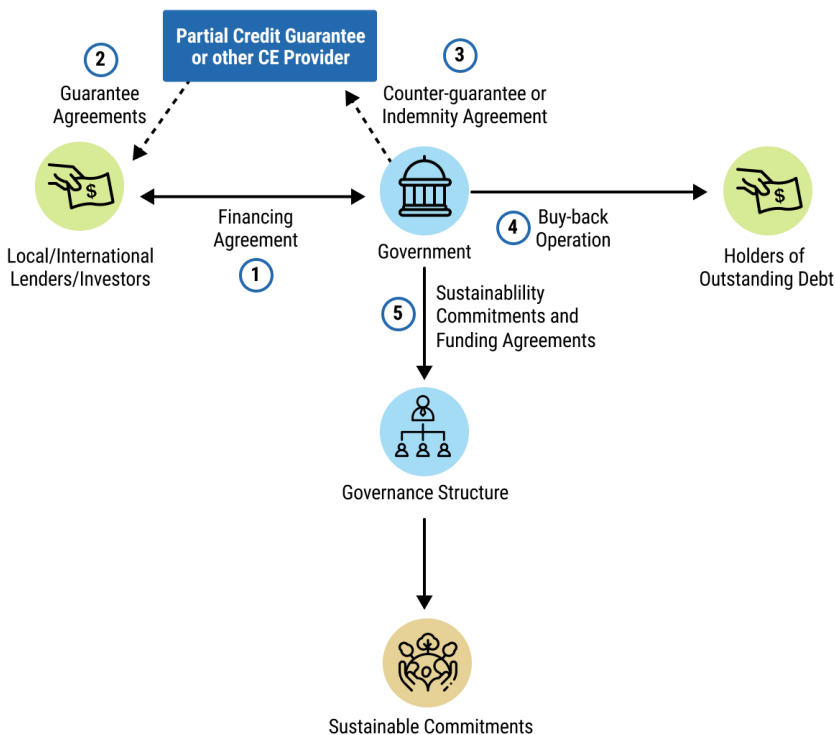 Partial Credit Guarantee
or other CE Provider
2
Guarantee
Agreements
3
Counter-guarantee or
Indemnity Agreement
$
Local/International
Lenders/Investors
Financing
Agreement
1
Government
4
Buy-back
Operation
$
Holders of
Outstanding Debt
5
Sustainablility
Commitments and
Funding Agreements
Governance Structure
Sustainable Commitments